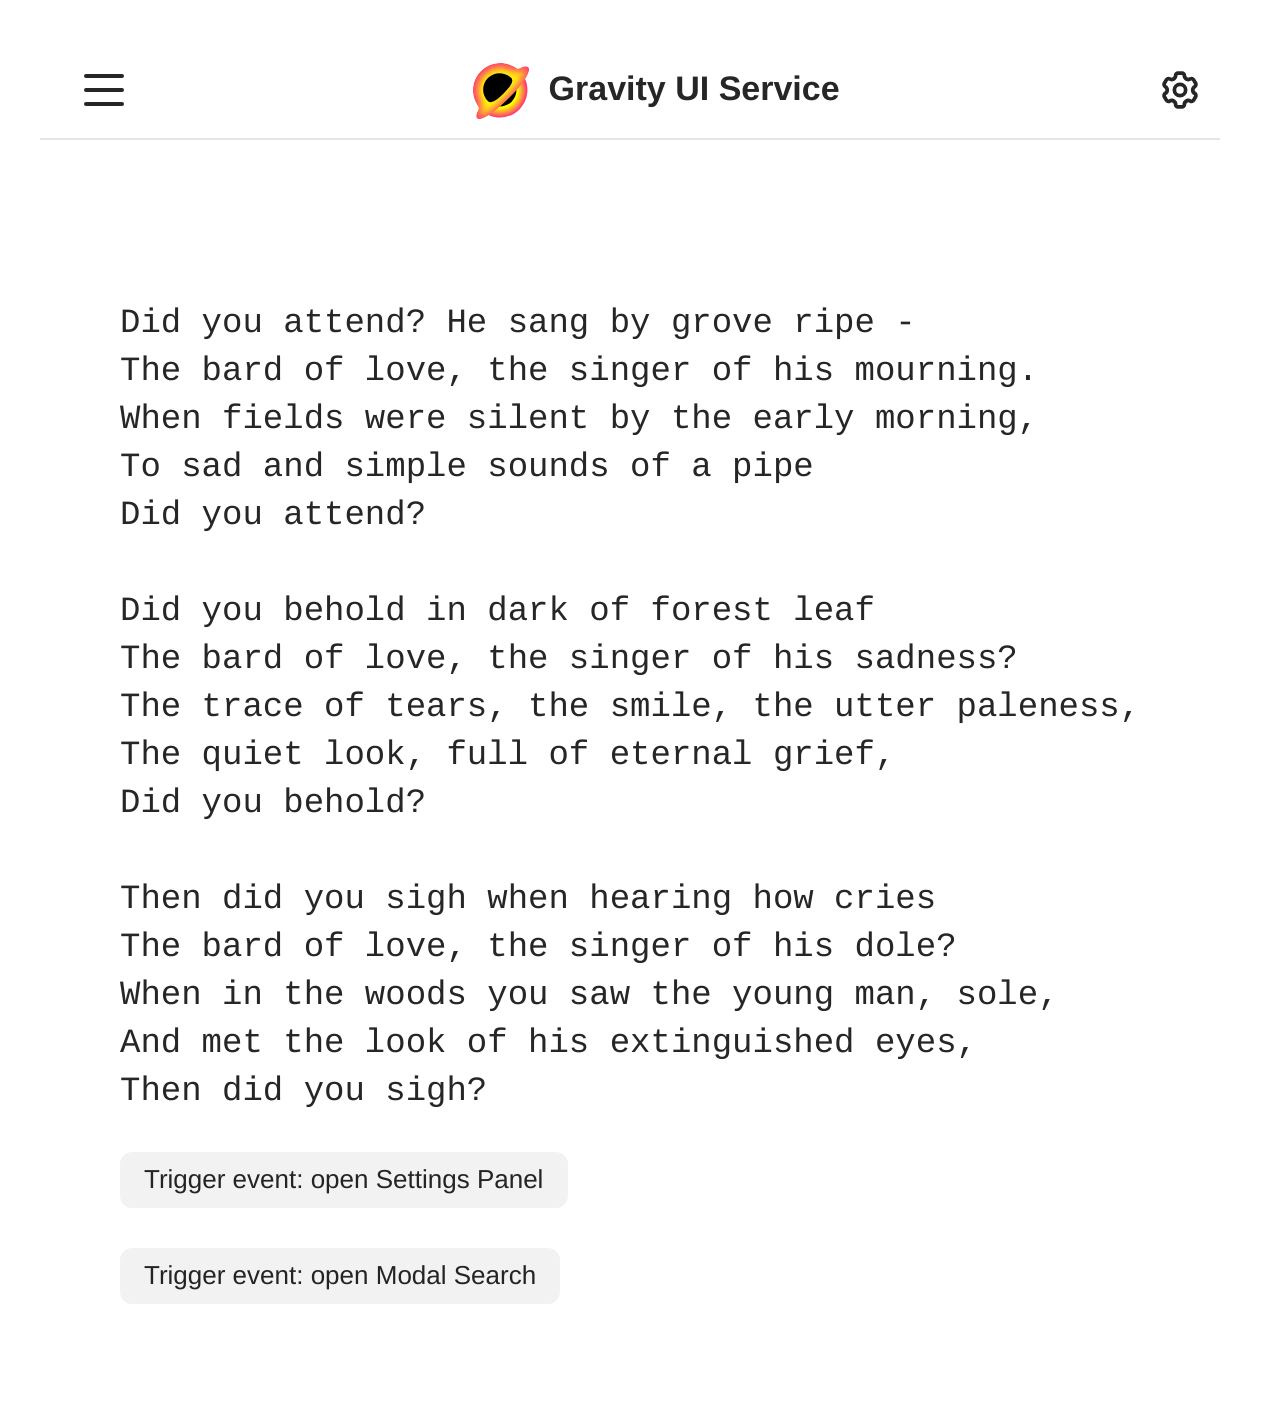 Gravity UI Service
Did you attend? He sang by grove ripe -
The bard of love, the singer of his mourning.
When fields were silent by the early morning,
To sad and simple sounds of a pipe
Did you attend?
Did you behold in dark of forest leaf
The bard of love, the singer of his sadness?
The trace of tears, the smile, the utter paleness,
The quiet look, full of eternal grief,
Did you behold?
Then did you sigh when hearing how cries
The bard of love, the singer of his dole?
When in the woods you saw the young man, sole,
And met the look of his extinguished eyes,
Then did you sigh?
Trigger event: open Settings Panel
Trigger event: open Modal Search